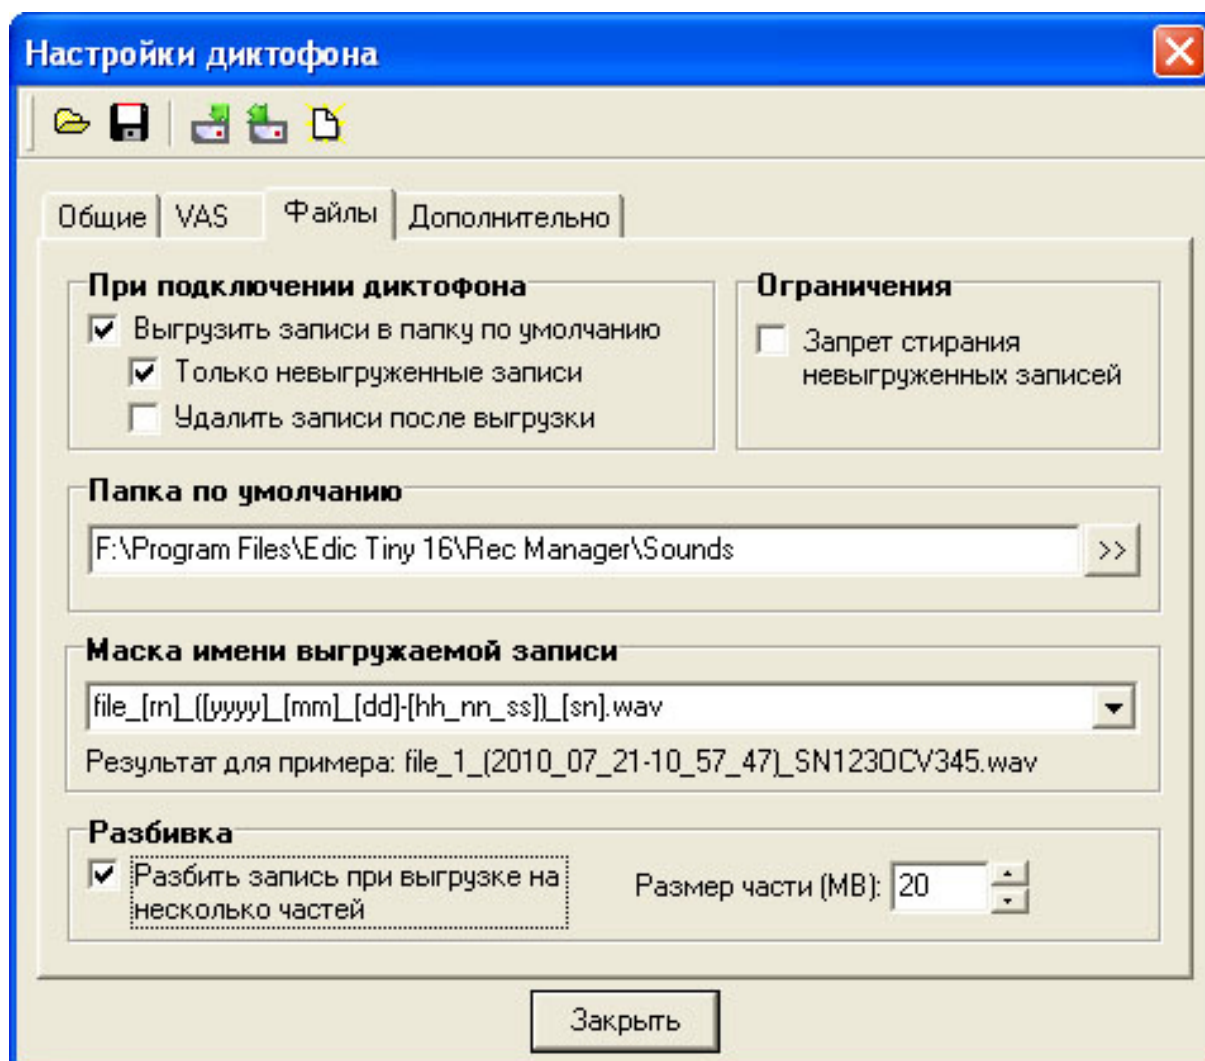 Настройки диктофона
Общие VAS Файлы Дополнительно
При подключении диктофона
Выгрузить записи в папку по умолчанию
Только невыгруженные записи
Удалить записи после выгрузки
Ограничения
Запрет стирания
невыгруженных записей
Папка по умолчанию
F:\Program Files\Edic Tiny 16\Rec Manager\Sounds
>>
Маска имени выгружаемой записи
file_[rn]_([yyyy]_[mm]_[dd]-[hh_nn_ss])_[sn].wav
Результат для примера: file_1_(2010_07_21-10_57_47)_SN123OCV345.wav
Разбивка
Разбить запись при выгрузке на
несколько частей
Размер части (MB): 20
Закрыть